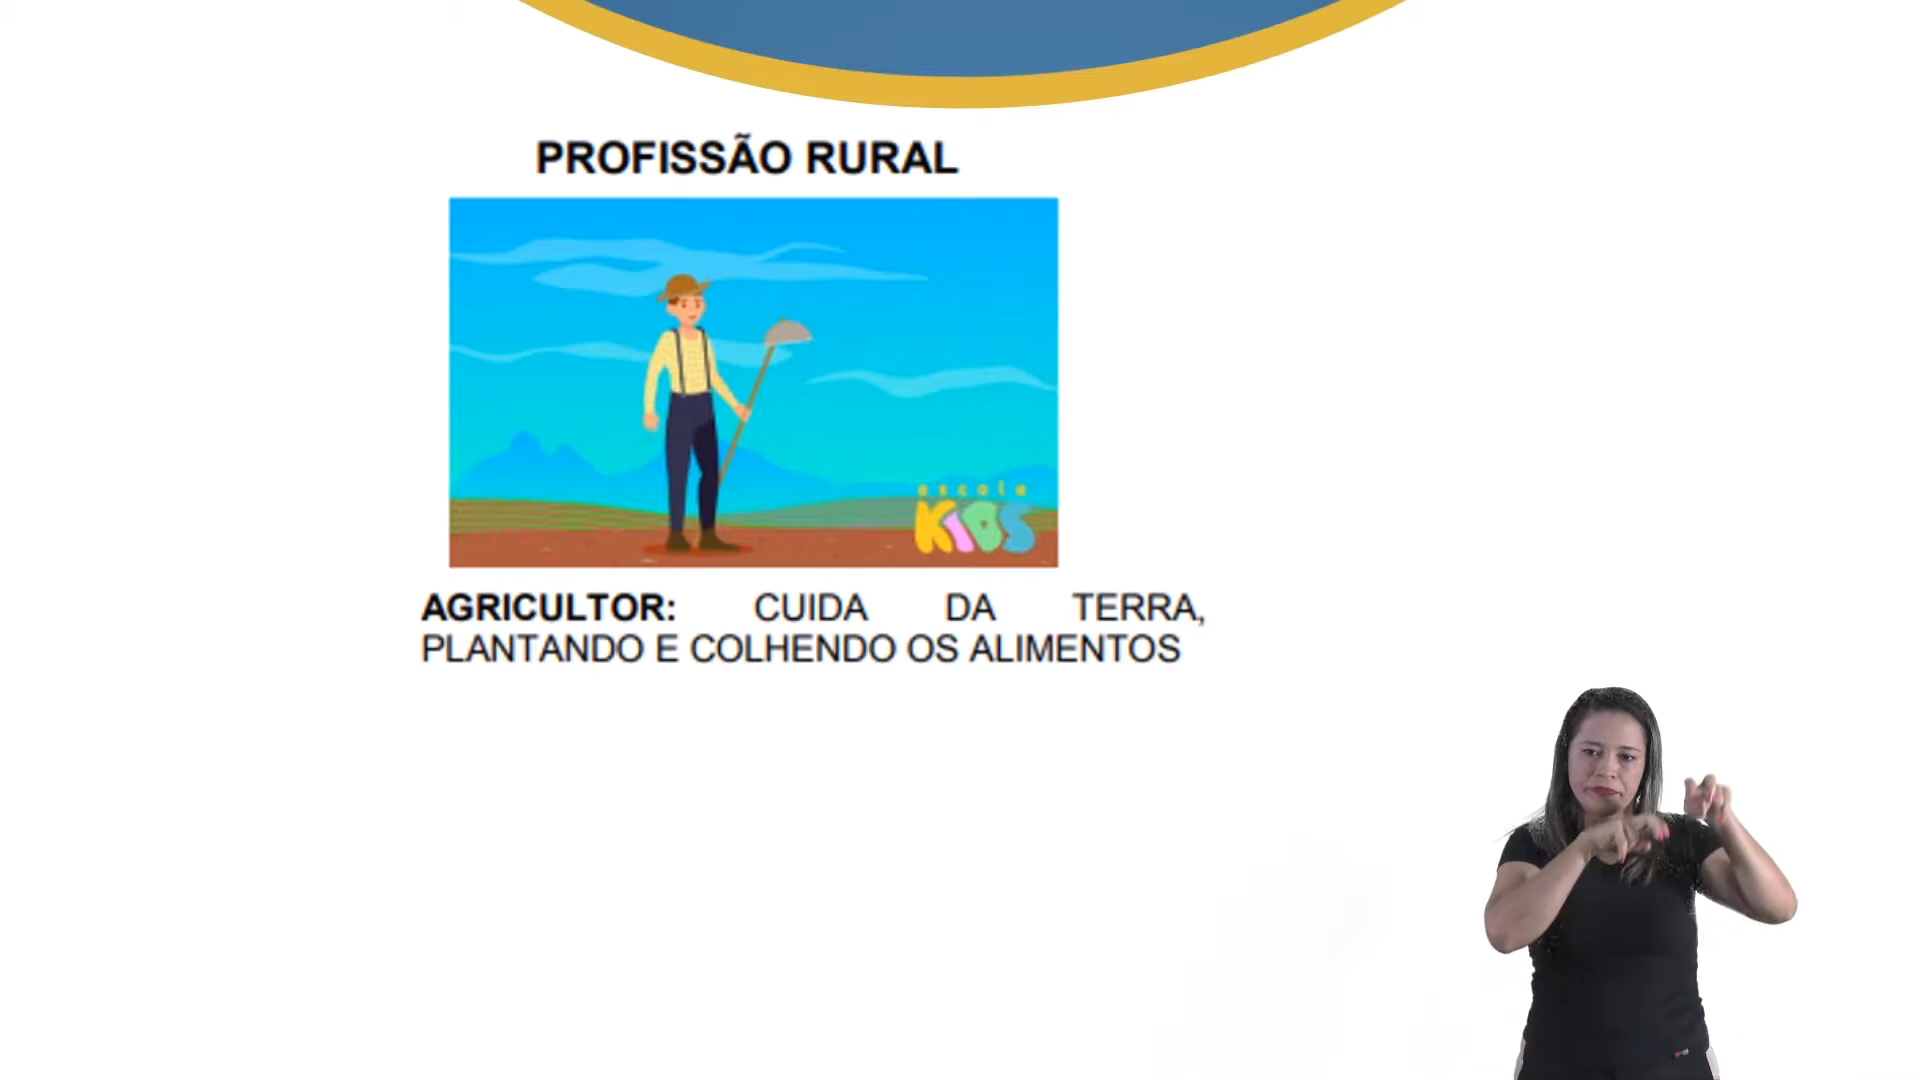 PROFISSÃO RURAL
escola
KIDS
AGRICULTOR: CUIDA DA TERRA,
PLANTANDO E COLHENDO OS ALIMENTOS